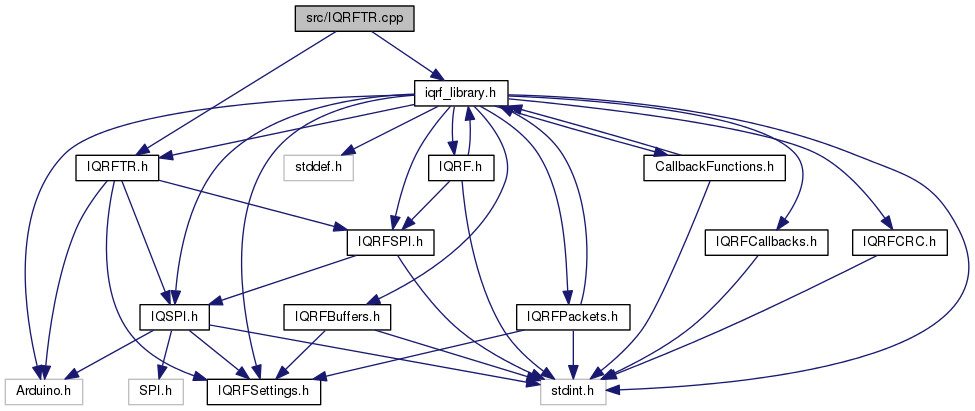 src/IQRFTR.cpp
iqrf_library.h
IQRFTR.h
stddef.h
IQRF.h
CallbackFunctions.h
IQRFSPI.h
IQRFCallbacks.h
IQRFCRC.h
IQSPI.h
IQRFBuffers.h
IQRFPackets.h
Arduino.h
SPI.h
IQRFSettings.h
stdint.h